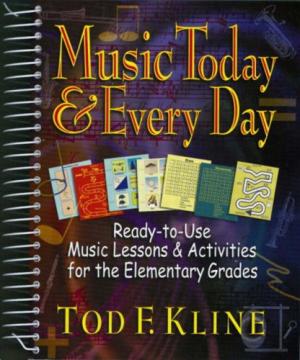 Music Today
& Every Day
Ready-to-Use
Music Lessons & Activities
for the Elementary Grades
TOD F. KLINE